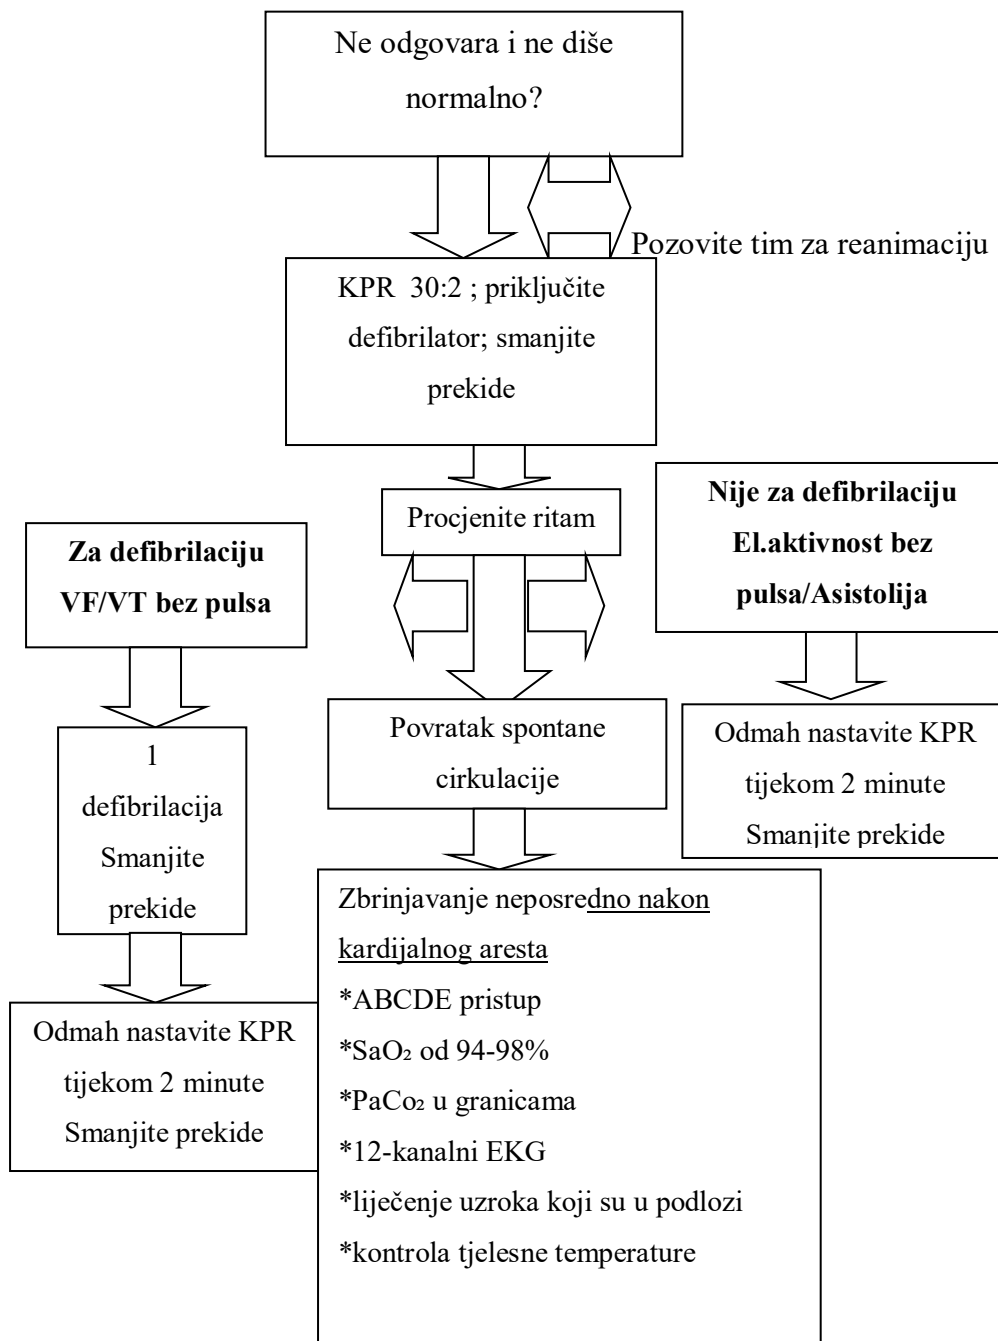 Ne odgovara i ne diše
normalno?
Pozovite tim za reanimaciju
KPR 30:2 ; priključite
defibrilator; smanjite
prekide
Procjenite ritam
Za defibrilaciju
VF/VT bez pulsa
Nije za defibrilaciju
El.aktivnost bez
pulsa/Asistolija
1
defibrilacija
Smanjite
prekide
Povratak spontane
cirkulacije
Odmah nastavite KPR
tijekom 2 minute
Smanjite prekide
Odmah nastavite KPR
tijekom 2 minute
Smanjite prekide
Zbrinjavanje neposredno nakon
kardijalnog aresta
*ABCDE pristup
*SaO₂ od 94-98%
*PaCo₂ u granicama
*12-kanalni EKG
*liječenje uzroka koji su u podlozi
*kontrola tjelesne temperature